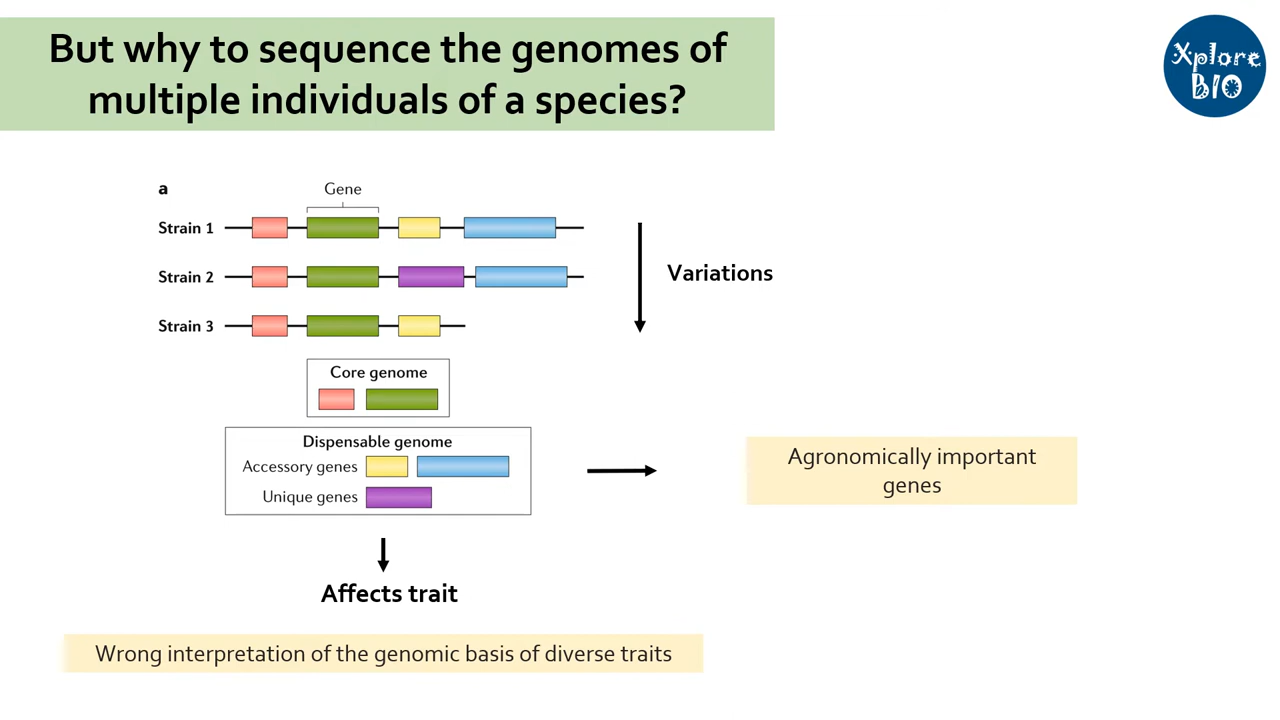 But why to sequence the genomes of
multiple individuals of a species?
Xplore
BIO
a
Gene
Strain 1
Strain 2
Strain 3
Variations
Core genome
Dispensable genome
Accessory genes
Unique genes
Agronomically important
genes
Affects trait
Wrong interpretation of the genomic basis of diverse traits